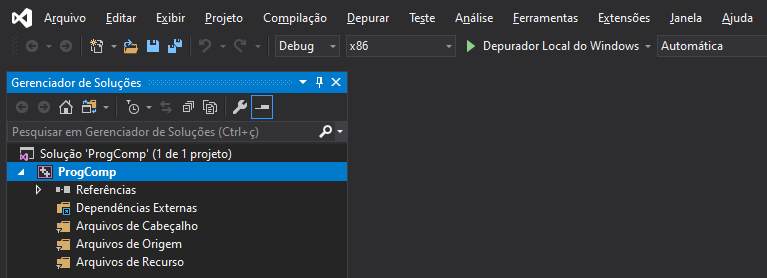 Arquivo Editar Exibir Projeto Compilação Depurar Teste Análise Ferramentas Extensões Janela Ajuda
Debug x86 Depurador Local do Windows Automática
Gerenciador de Soluções
Pesquisar em Gerenciador de Soluções (Ctrl+ç)
Solução 'ProgComp' (1 de 1 projeto)
ProgComp
Referências
Dependências Externas
Arquivos de Cabeçalho
Arquivos de Origem
Arquivos de Recurso